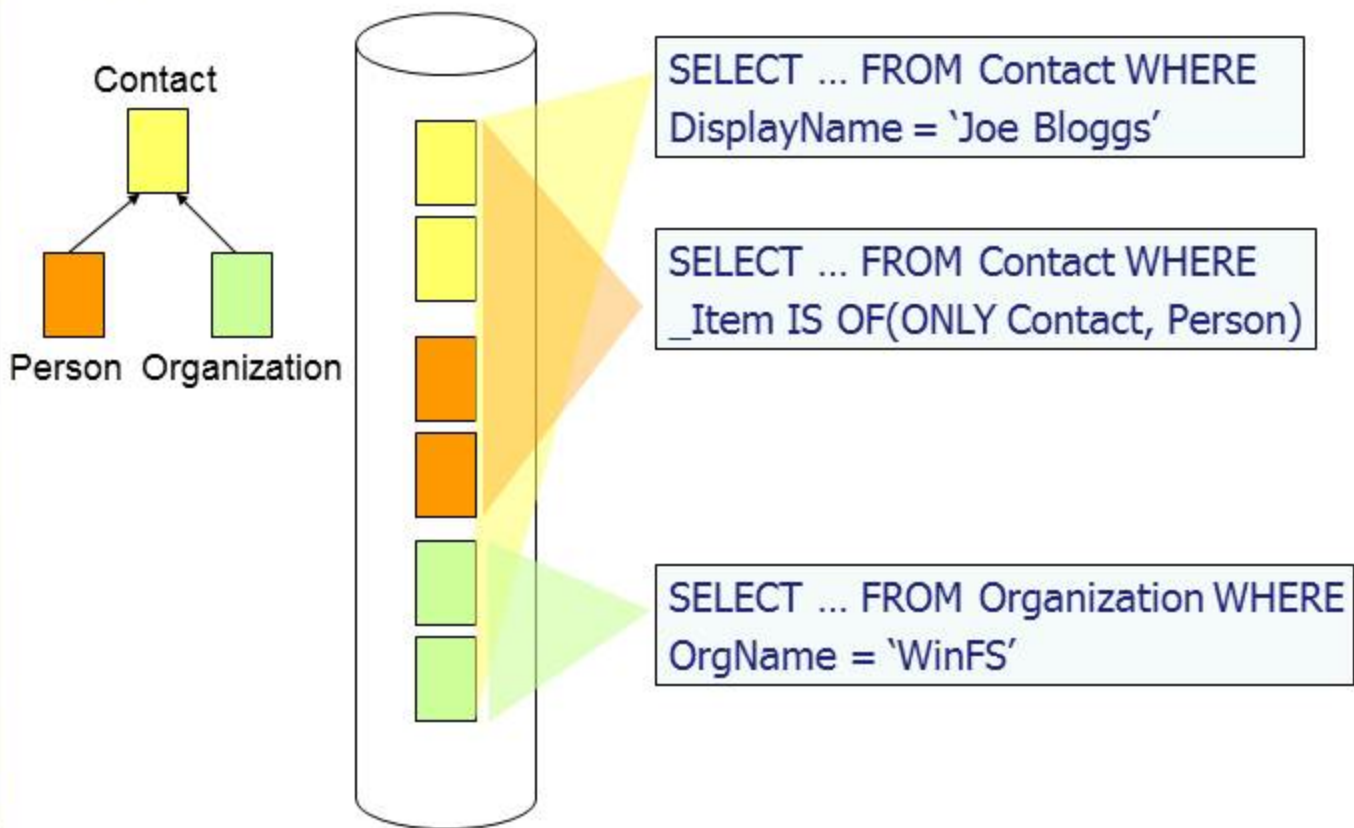 Contact
Person Organization
SELECT ... FROM Contact WHERE
DisplayName = ‘Joe Bloggs’
SELECT ... FROM Contact WHERE
_Item IS OF(ONLY Contact, Person)
SELECT ... FROM Organization WHERE
OrgName = ‘WinFS’